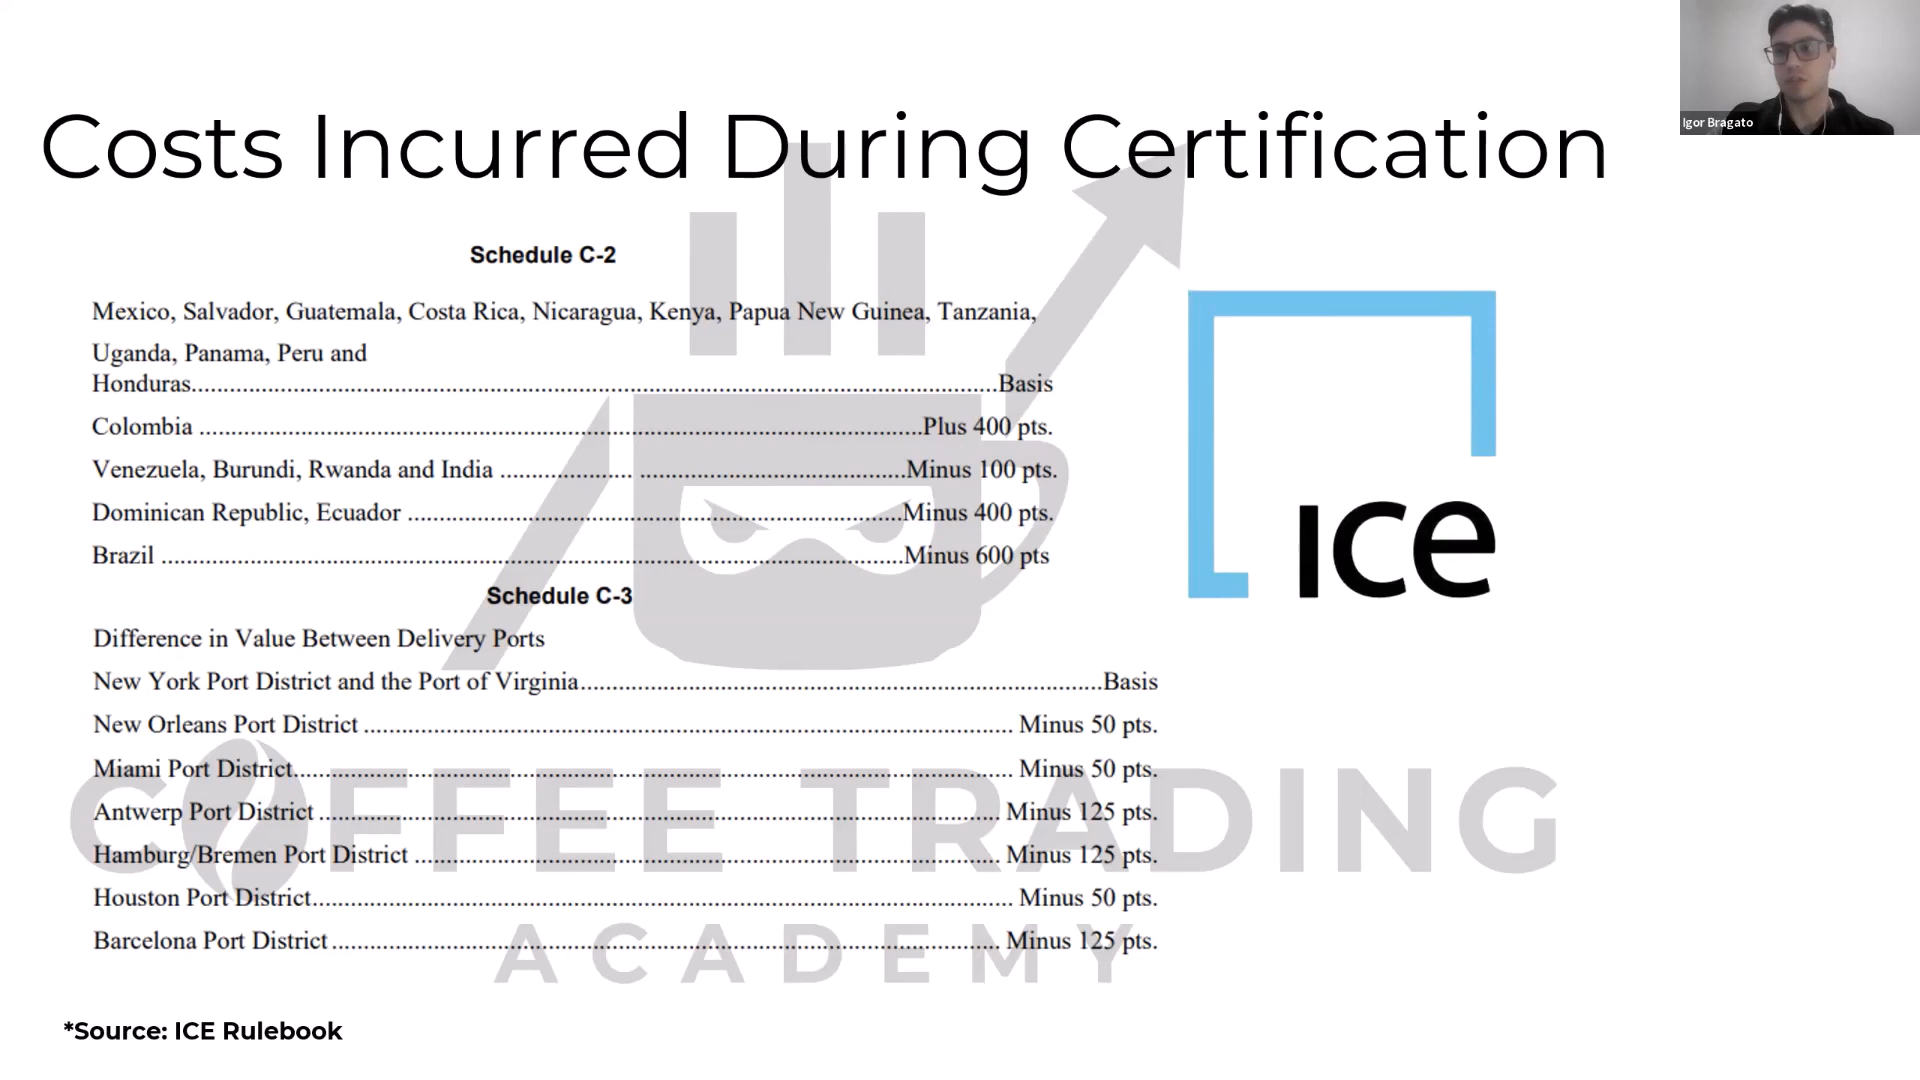 Igor Bragato
Costs Incurred During Certification
Schedule C-2
Mexico, Salvador, Guatemala, Costa Rica, Nicaragua, Kenya, Papua New Guinea, Tanzania,
Uganda, Panama, Peru and
Honduras..........Basis
Colombia ..........Plus 400 pts.
Venezuela, Burundi, Rwanda and India ..........Minus 100 pts.
Dominican Republic, Ecuador ..........Minus 400 pts.
Brazil ..........Minus 600 pts
ice
Schedule C-3
Difference in Value Between Delivery Ports
New York Port District and the Port of Virginia..........Basis
New Orleans Port District .......... Minus 50 pts.
Miami Port District.......... Minus 50 pts.
Antwerp Port District .......... Minus 125 pts.
Hamburg/Bremen Port District .......... Minus 125 pts.
Houston Port District.......... Minus 50 pts.
Barcelona Port District .......... Minus 125 pts.
COFFEE TRADING
ACADEMY
*Source: ICE Rulebook